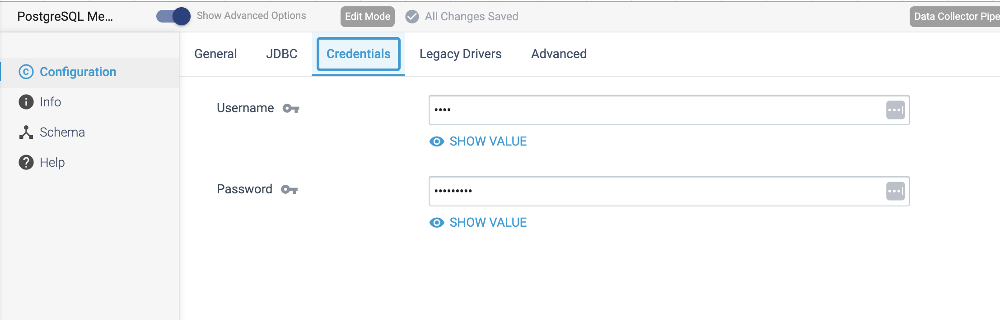 PostgreSQL Me...
Show Advanced Options
Edit Mode
All Changes Saved
Data Collector Pipe
General
JDBC
Credentials
Legacy Drivers
Advanced
Configuration
Info
Schema
Help
Username
••••
SHOW VALUE
Password
•••••••••
SHOW VALUE